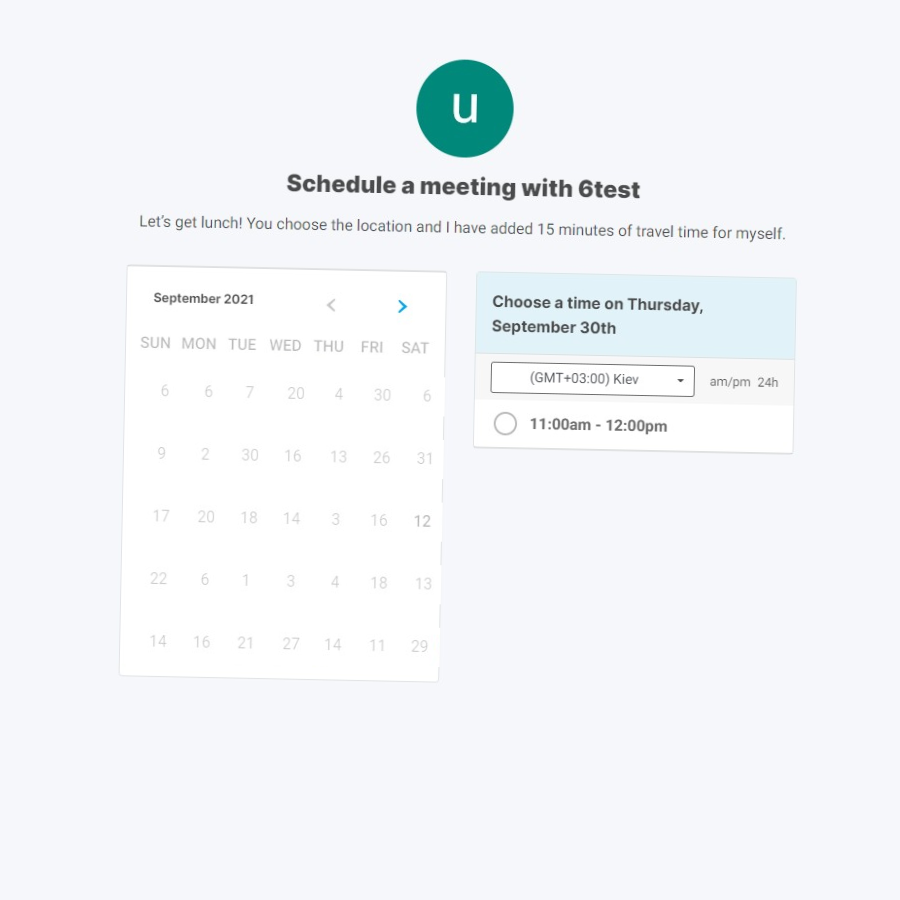 u
Schedule a meeting with 6test
Let's get lunch! You choose the location and I have added 15 minutes of travel time for myself.
September 2021
SUN MON TUE WED THU FRI SAT
6 6 7 20 4 30 6
9 2 30 16 13 26 31
17 20 18 14 3 16 12
22 6 1 3 4 18 13
14 16 21 27 14 11 29
Choose a time on Thursday,
September 30th
(GMT+03:00) Kiev am/pm 24h
11:00am - 12:00pm